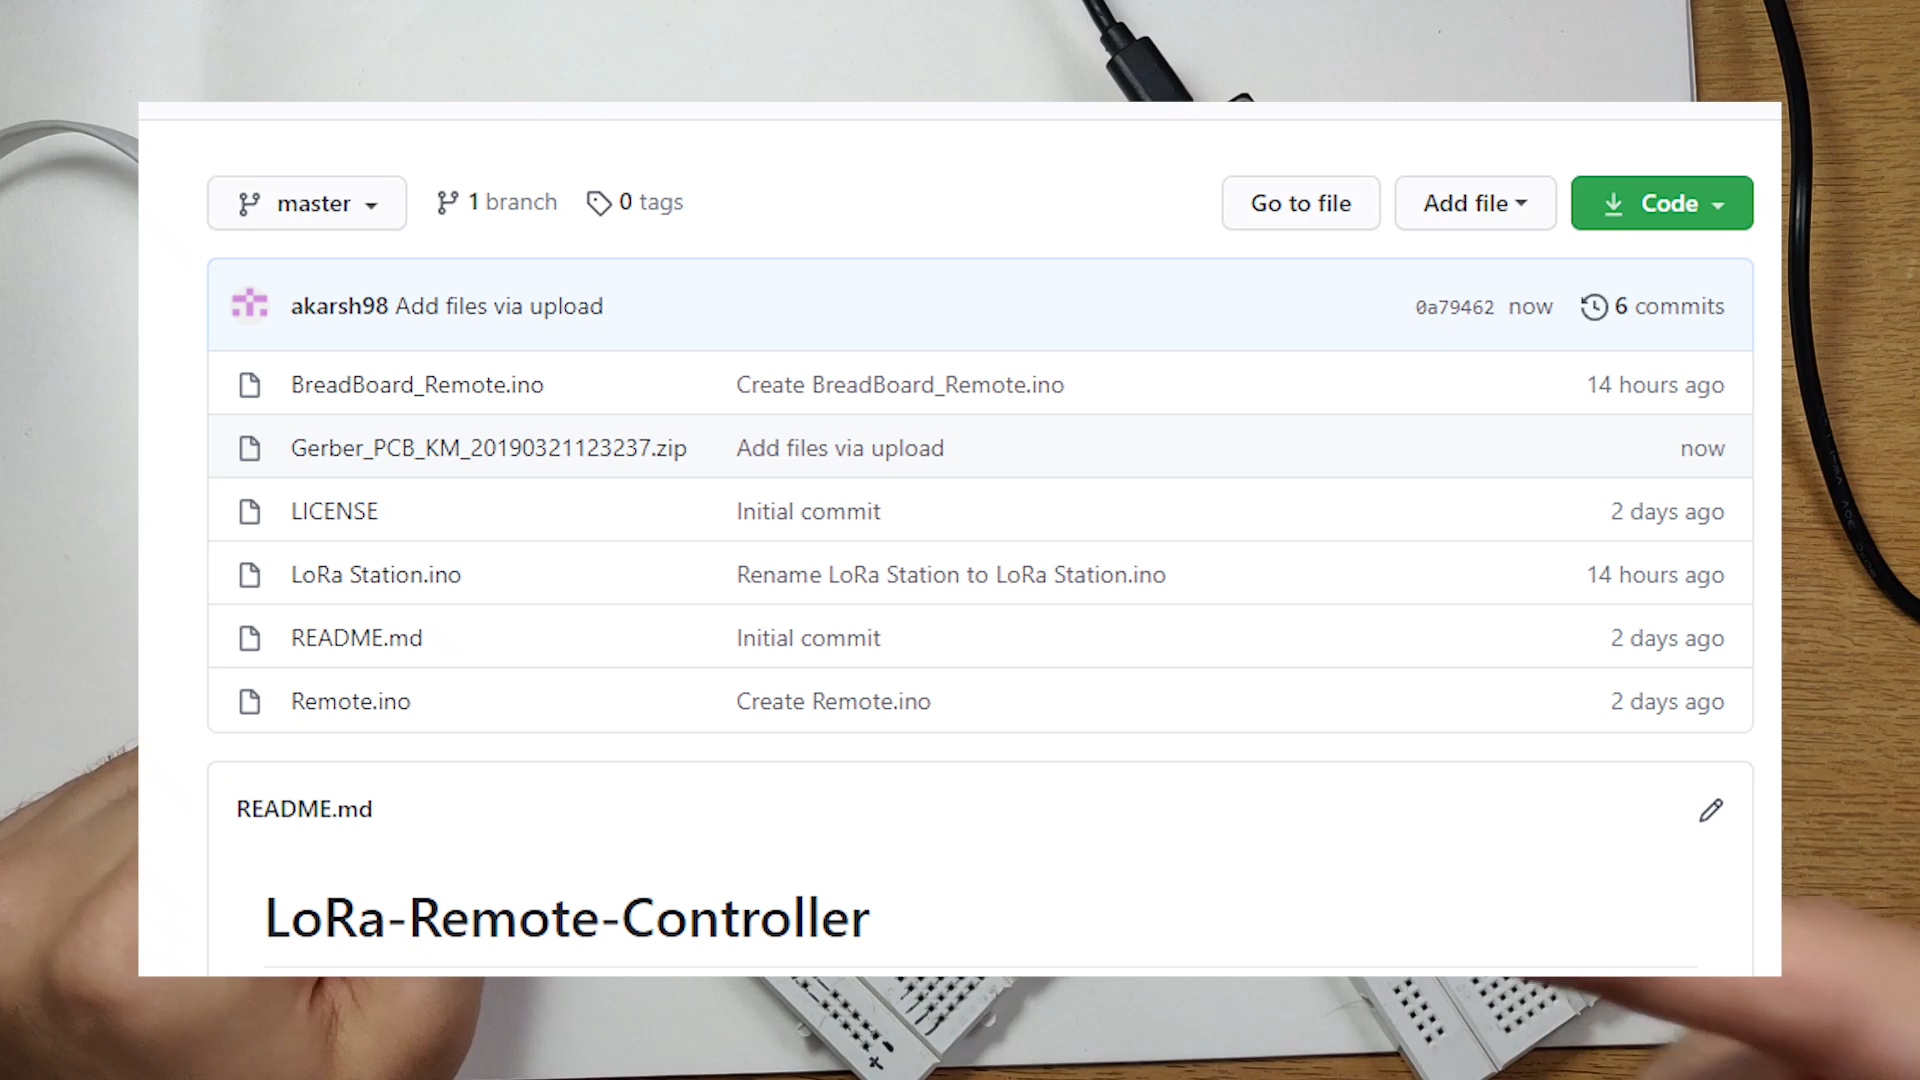 master
1 branch
0 tags
Go to file
Add file
Code
akarsh98 Add files via upload
0a79462 now
6 commits
BreadBoard_Remote.ino Create BreadBoard_Remote.ino 14 hours ago
Gerber_PCB_KM_20190321123237.zip Add files via upload now
LICENSE Initial commit 2 days ago
LoRa Station.ino Rename LoRa Station to LoRa Station.ino 14 hours ago
README.md Initial commit 2 days ago
Remote.ino Create Remote.ino 2 days ago
README.md
LoRa-Remote-Controller